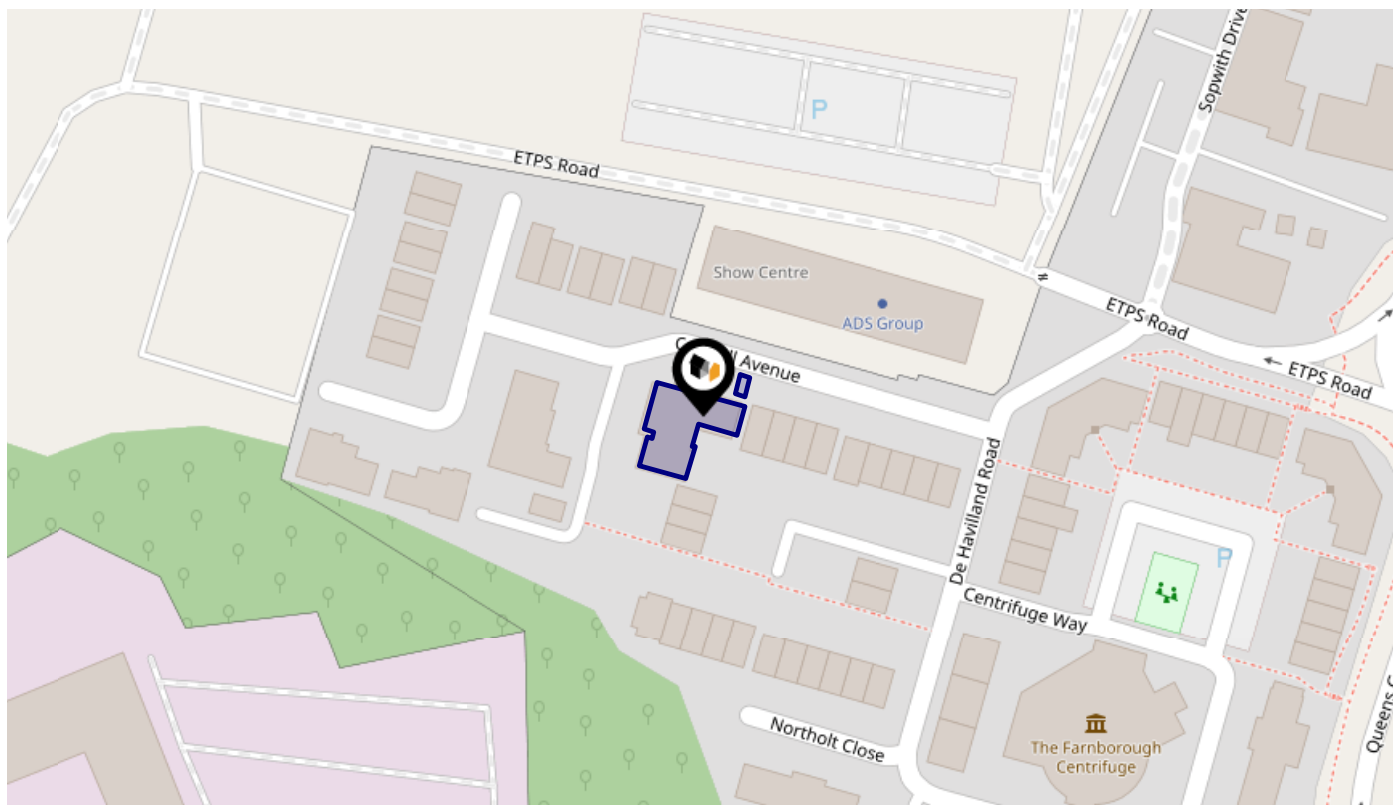 Sopwith Drive
P
ETPS Road
Show Centre
ADS Group
ETPS Road
ETPS Road
Avenue
De Havilland Road
P
Centrifuge Way
Northolt Close
The Farnborough
Centrifuge
Queens